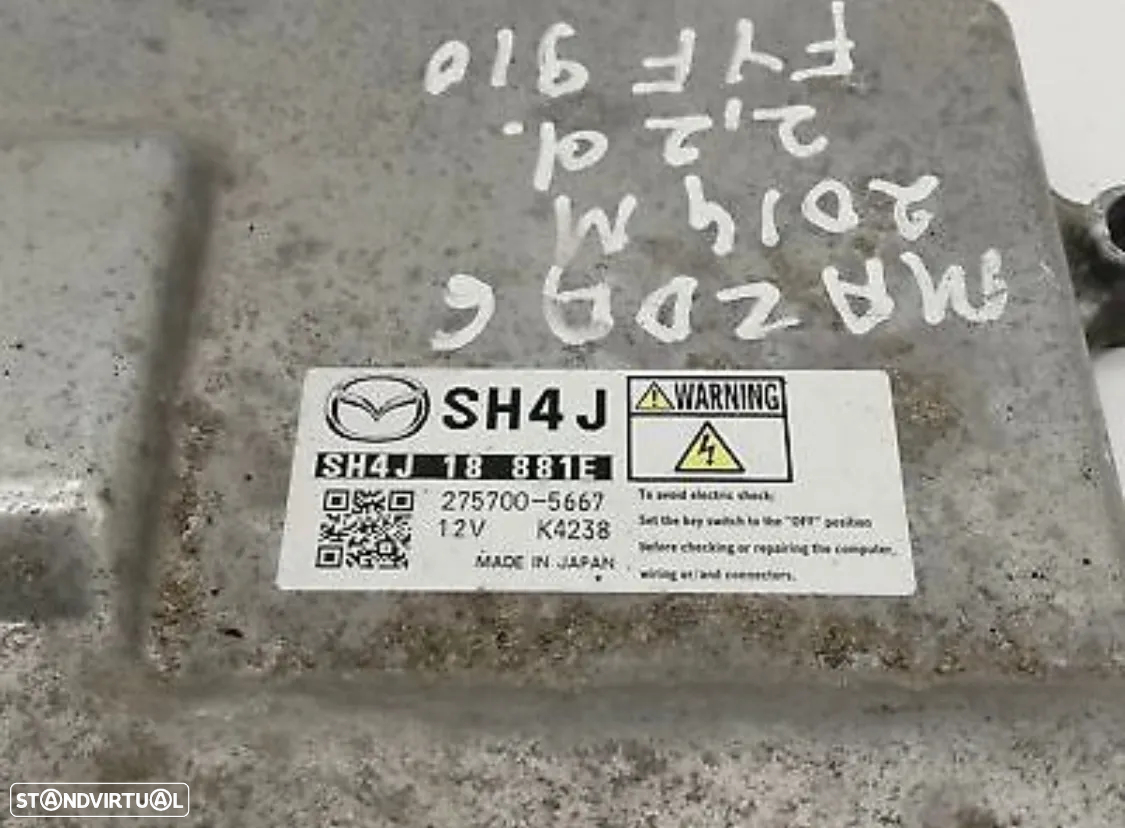 MAZDA 6
2014 M
2,2 d.
FYF 910
SH4J
SH4J 18 881E
275700-5667
12V K4238
MADE IN JAPAN
WARNING
To avoid electric shock:
Set the key switch to the "OFF" position
before checking or repairing the computer,
wiring or/and connectors.
STANDVIRTUAL